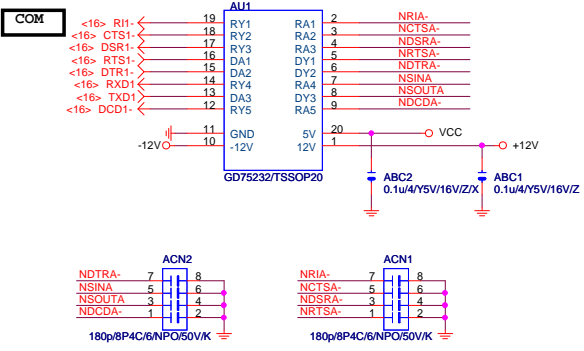 COM
AU1
<16> RI1- 19 RY1 RA1 2 NRIA-
<16> CTS1- 18 RY2 RA2 3 NCTSA-
<16> DSR1- 17 RY3 RA3 4 NDSRA-
<16> RTS1- 16 DA1 DY1 5 NRTSA-
<16> DTR1- 15 DA2 DY2 6 NDTRA-
<16> RXD1 14 RY4 RA4 7 NSINA
<16> TXD1 13 DA3 DY3 8 NSOUTA
<16> DCD1- 12 RY5 RA5 9 NDCDA-
11 GND 5V 20 VCC
-12V 10 -12V 12V 1 +12V
GD75232/TSSOP20
ABC2
0.1u/4/Y5V/16V/Z/X
ABC1
0.1u/4/Y5V/16V/Z
ACN2
NDTRA- 7 8
NSINA 5 6
NSOUTA 3 4
NDCDA- 1 2
180p/8P4C/6/NPO/50V/K
ACN1
NRIA- 7 8
NCTSA- 5 6
NDSRA- 3 4
NRTSA- 1 2
180p/8P4C/6/NPO/50V/K